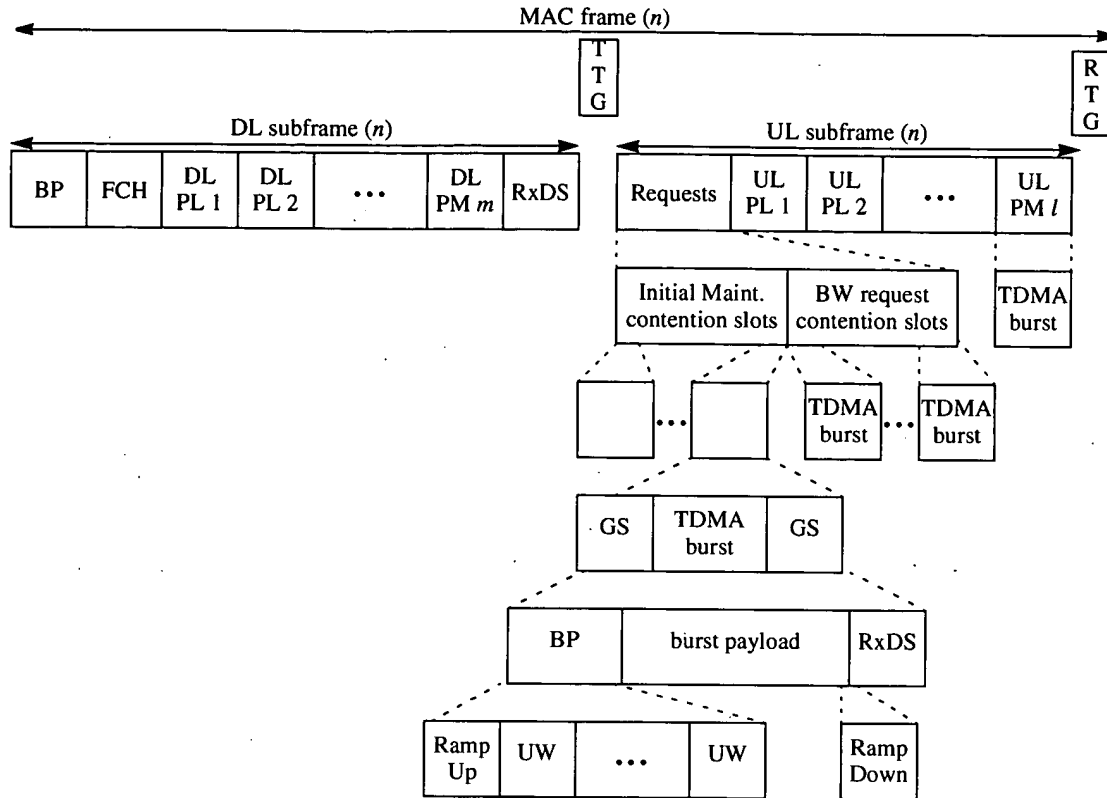 MAC frame (n)
T
T
G
R
T
G
DL subframe (n)
UL subframe (n)
BP
FCH
DL
PL 1
DL
PL 2
•••
DL
PM m
RxDS
Requests
UL
PL 1
UL
PL 2
•••
UL
PM l
Initial Maint.
contention slots
BW request
contention slots
TDMA
burst
•••
TDMA
burst
•••
TDMA
burst
GS
TDMA
burst
GS
BP
burst payload
RxDS
Ramp
Up
UW
•••
UW
Ramp
Down